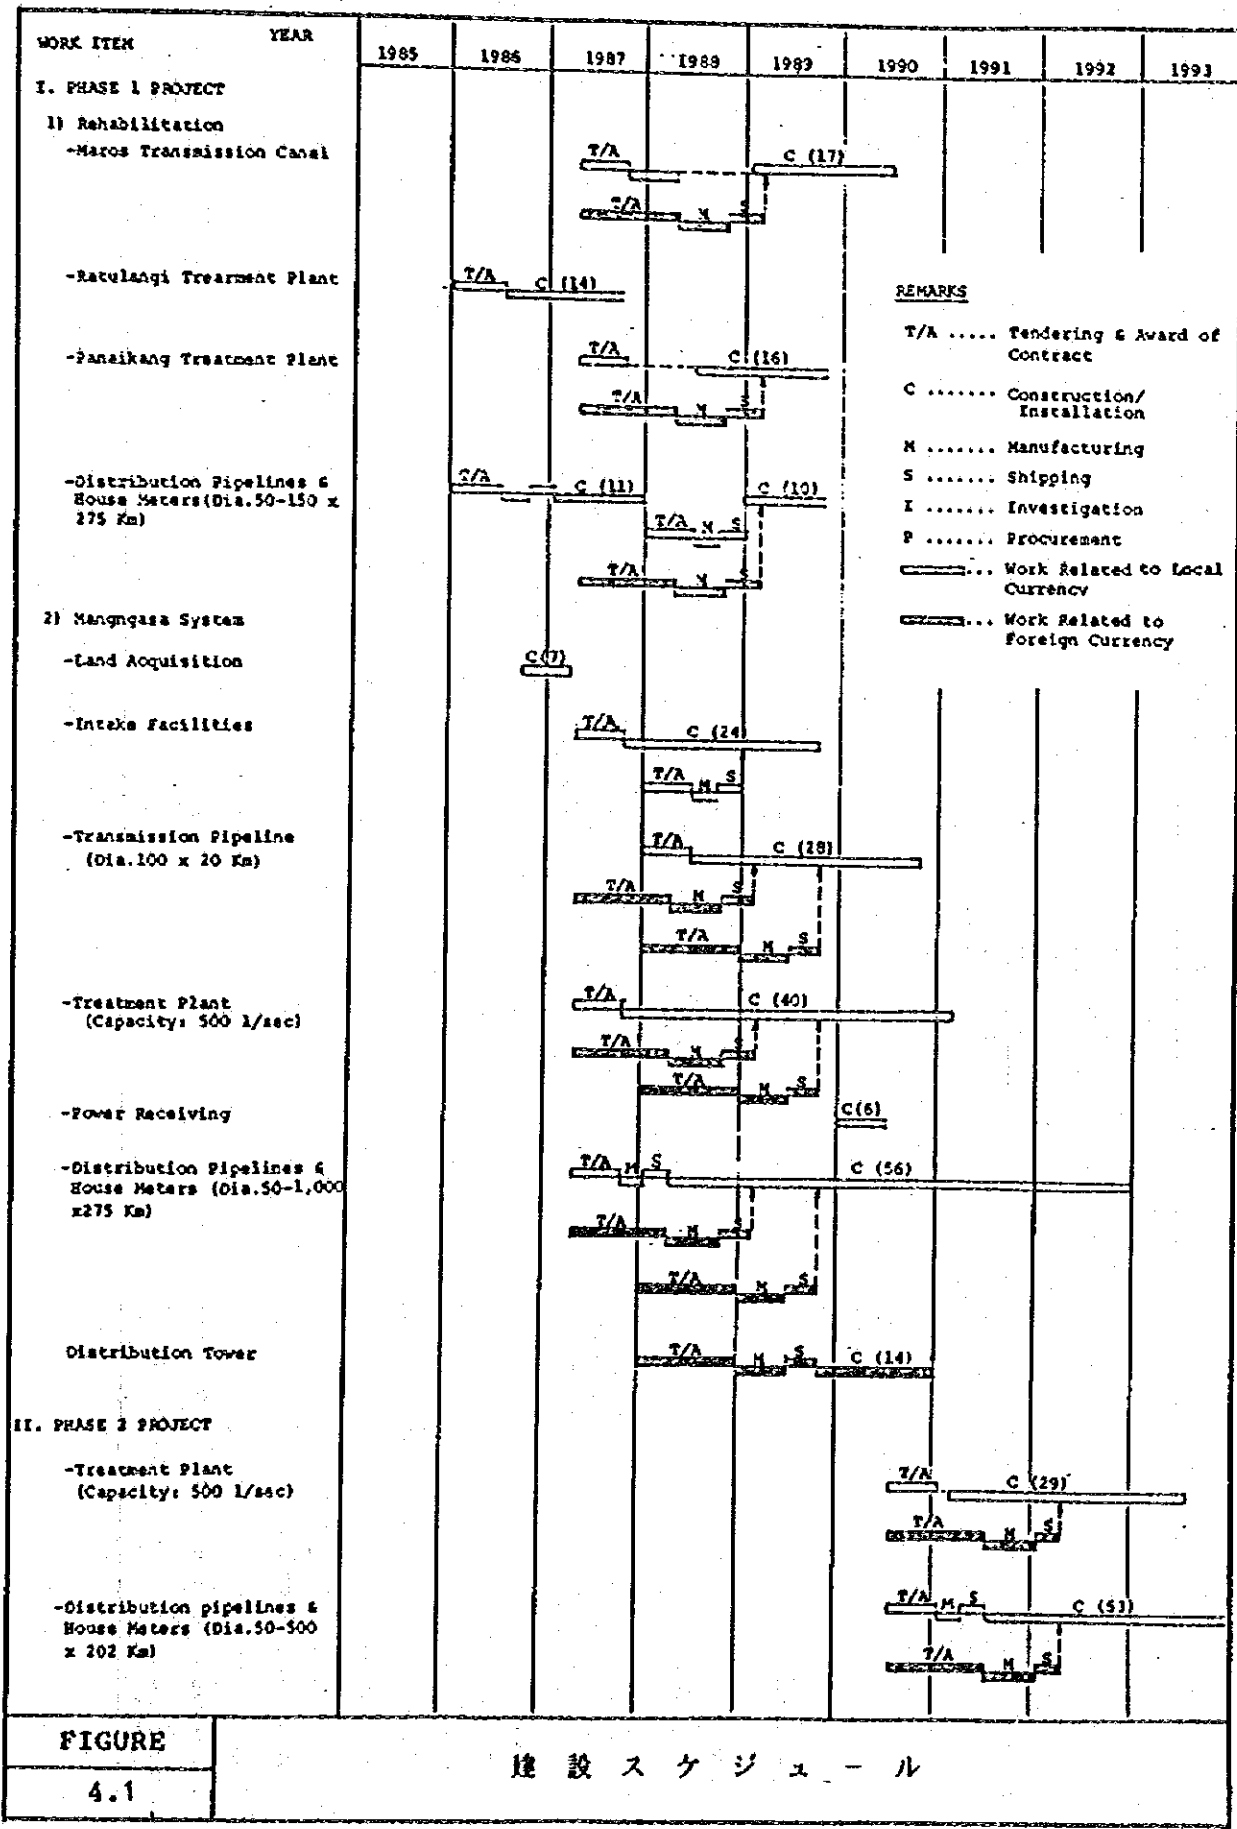 WORK ITEM YEAR 1985 1986 1987 1988 1989 1990 1991 1992 1993
I. PHASE 1 PROJECT
1) Rehabilitation
-Maros Transmission Canal T/A C (17)
T/A M S
-Ratulangi Trearment Plant T/A C (14)
-Panaikang Treatment Plant T/A C (16)
T/A M S
-Distribution Pipelines &
House Meters(Dia.50-150 x
275 Km)
T/A C (11) C (10)
T/A M S
T/A M S
2) Mangngasa System
-Land Acquisition C(7)
-Intake Facilities T/A C (24)
T/A M S
-Transmission Pipeline
(Dia.100 x 20 Km)
T/A C (28)
T/A M S
T/A M S
-Treatment Plant
(Capacity: 500 l/sec)
T/A C (40)
T/A M S
T/A M S
-Power Receiving C(6)
-Distribution Pipelines &
House Meters (Dia.50-1,000
x275 Km)
T/A M S C (56)
T/A M S
T/A M S
Distribution Tower T/A M S C (14)
II. PHASE 2 PROJECT
-Treatment Plant
(Capacity: 500 l/sec)
T/A C (29)
T/A M S
-Distribution pipelines &
House Meters (Dia.50-500
x 202 Km)
T/A M S C (53)
T/A M S
REMARKS
T/A ..... Tendering & Award of
Contract
C ....... Construction/
Installation
M ....... Manufacturing
S ....... Shipping
I ....... Investigation
P ....... Procurement
... Work Related to Local
Currency
... Work Related to
Foreign Currency
FIGURE
4.1
建設スケジュール